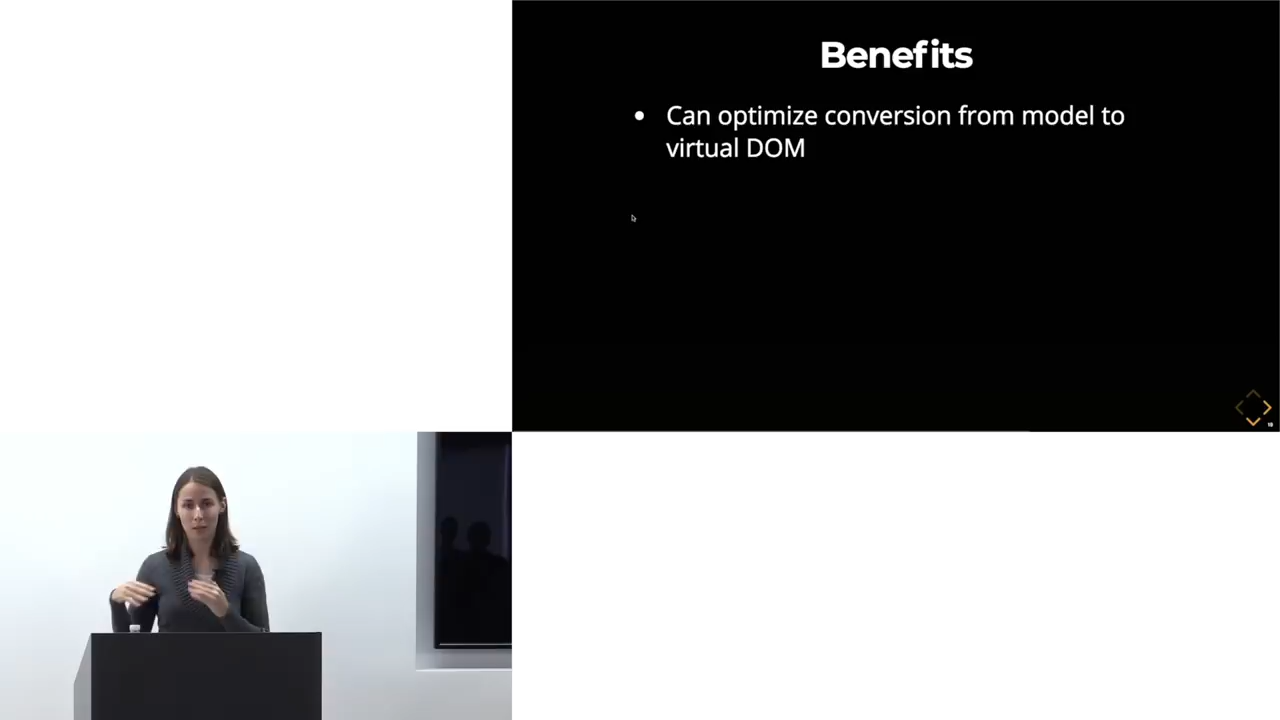 Benefits
• Can optimize conversion from model to
virtual DOM